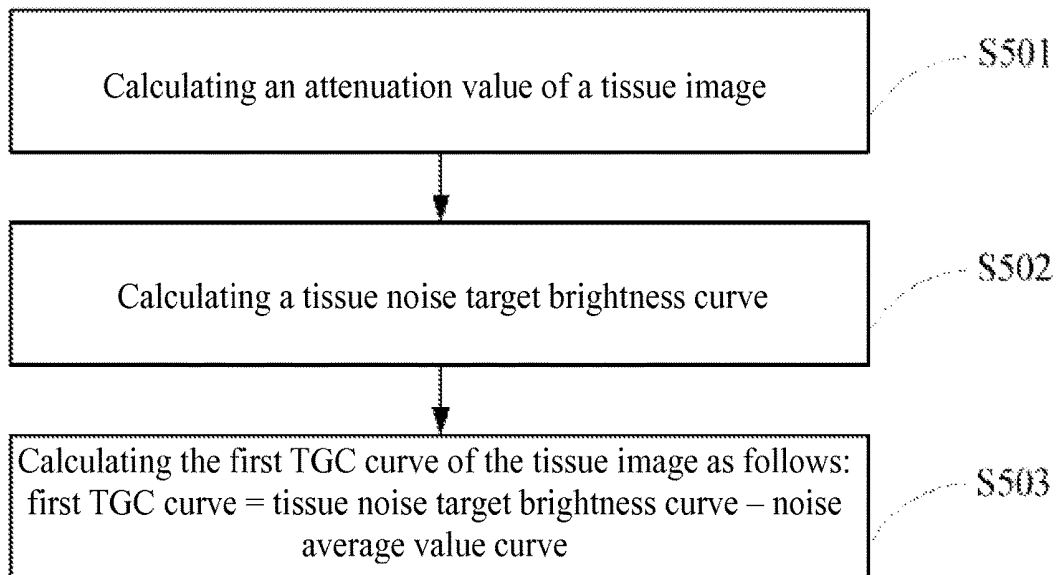 Calculating an attenuation value of a tissue image
S501
Calculating a tissue noise target brightness curve
S502
Calculating the first TGC curve of the tissue image as follows:
first TGC curve = tissue noise target brightness curve – noise
average value curve
S503